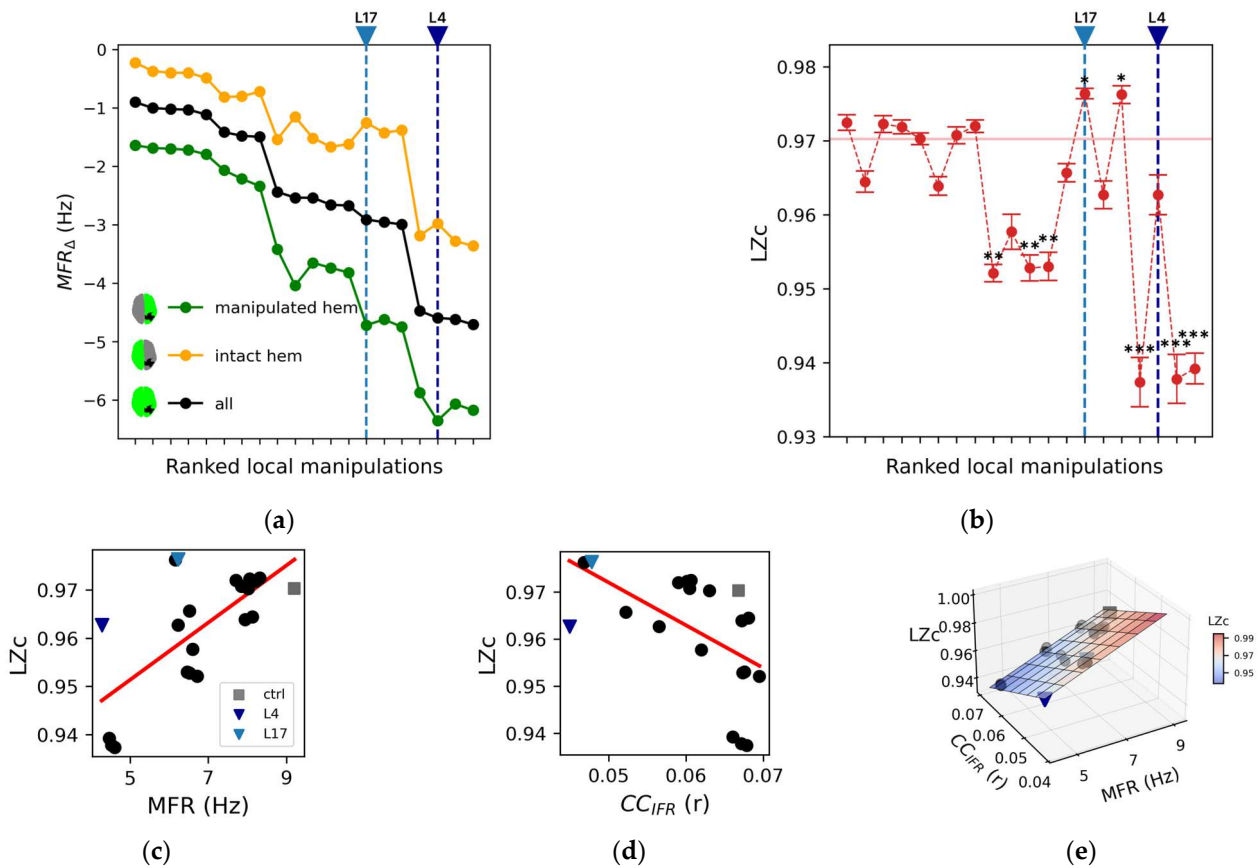 L17
L4
0
−1
−2
−3
−4
−5
−6
MFR_Δ (Hz)
manipulated hem
intact hem
all
Ranked local manipulations
(a)
L17
L4
0.98
0.97
0.96
0.95
0.94
0.93
LZc
*
*
**
**
**
***
***
***
Ranked local manipulations
(b)
0.97
0.96
0.95
0.94
LZc
ctrl
L4
L17
5
7
9
MFR (Hz)
(c)
0.97
0.96
0.95
0.94
LZc
0.05
0.06
0.07
CC_IFR (r)
(d)
1.00
0.98
0.96
0.94
LZc
0.07
0.06
0.05
0.04
CC_IFR (r)
5
7
9
MFR (Hz)
LZc
0.99
0.95
(e)